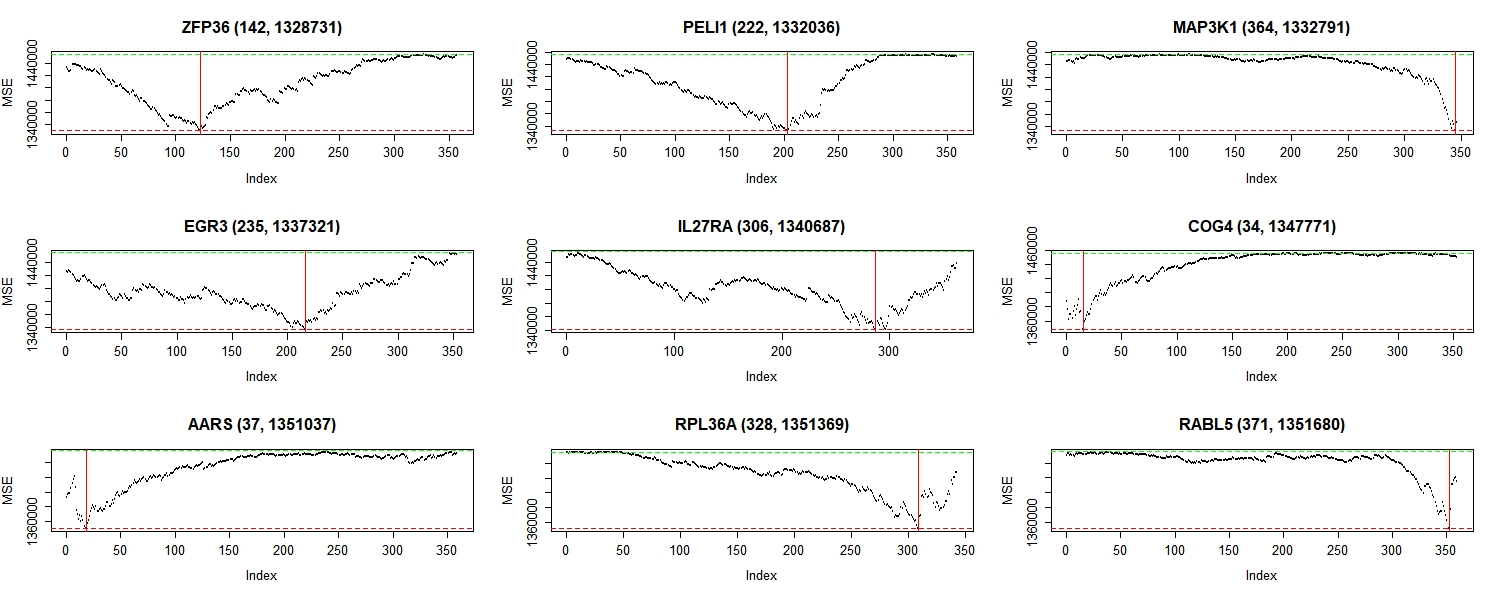 ZFP36 (142, 1328731)
MSE
1340000 1440000
0 50 100 150 200 250 300 350
Index
PELI1 (222, 1332036)
MSE
1340000 1440000
0 50 100 150 200 250 300 350
Index
MAP3K1 (364, 1332791)
MSE
1340000 1440000
0 50 100 150 200 250 300 350
Index
EGR3 (235, 1337321)
MSE
1340000 1440000
0 50 100 150 200 250 300 350
Index
IL27RA (306, 1340687)
MSE
1340000 1440000
0 100 200 300
Index
COG4 (34, 1347771)
MSE
1360000 1460000
0 50 100 150 200 250 300 350
Index
AARS (37, 1351037)
MSE
1360000
0 50 100 150 200 250 300 350
Index
RPL36A (328, 1351369)
MSE
1360000
0 50 100 150 200 250 300 350
Index
RABL5 (371, 1351680)
MSE
1360000
0 50 100 150 200 250 300 350
Index